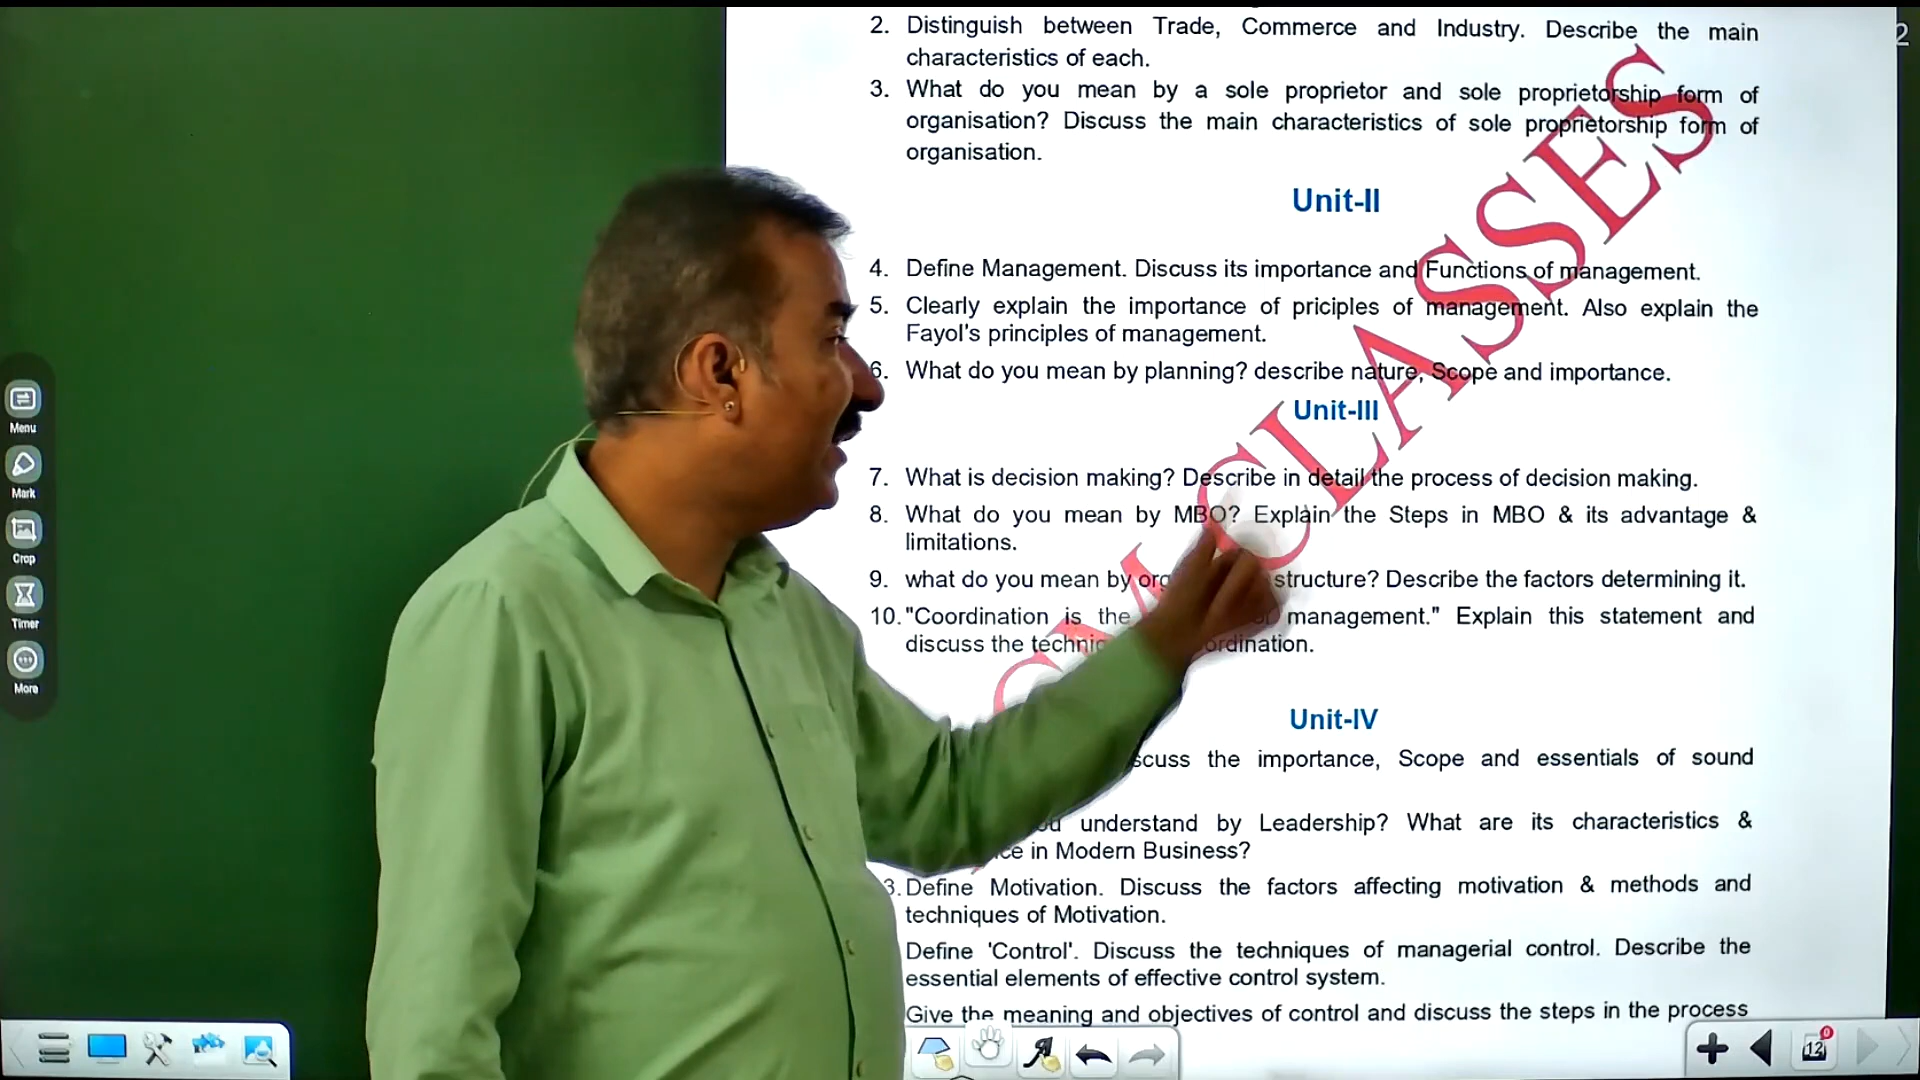 2
2. Distinguish between Trade, Commerce and Industry. Describe the main
characteristics of each.
3. What do you mean by a sole proprietor and sole proprietorship form of
organisation? Discuss the main characteristics of sole proprietorship form of
organisation.
Unit-II
4. Define Management. Discuss its importance and Functions of management.
5. Clearly explain the importance of priciples of management. Also explain the
Fayol's principles of management.
6. What do you mean by planning? describe nature, Scope and importance.
Unit-III
7. What is decision making? Describe in detail the process of decision making.
8. What do you mean by MBO? Explain the Steps in MBO & its advantage &
limitations.
9. what do you mean by structure? Describe the factors determining it.
10. "Coordination is the management." Explain this statement and
discuss the
Unit-IV
the importance, Scope and essentials of sound
understand by Leadership? What are its characteristics &
in Modern Business?
Define Motivation. Discuss the factors affecting motivation & methods and
techniques of Motivation.
Define 'Control'. Discuss the techniques of managerial control. Describe the
essential elements of effective control system.
Give the meaning and objectives of control and discuss the steps in the process
CLASSES
Menu
Mark
Crop
Timer
More
12
0